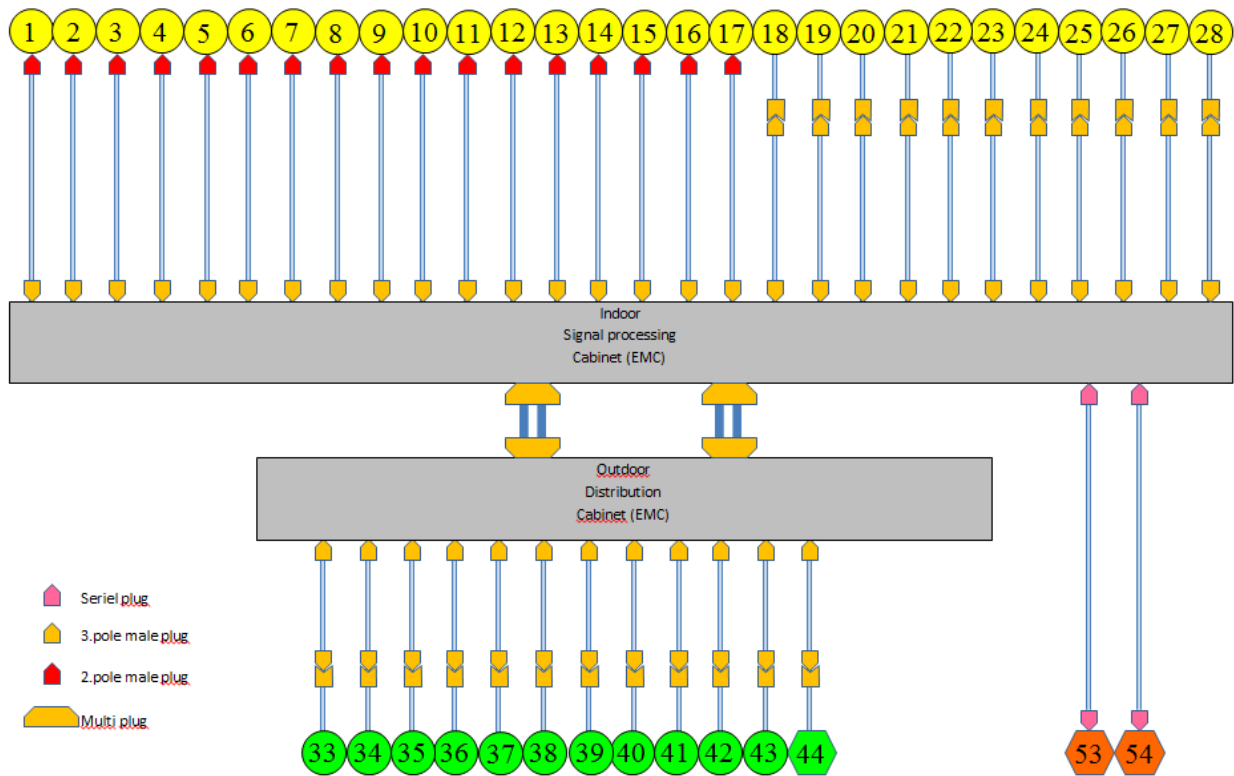 1 2 3 4 5 6 7 8 9 10 11 12 13 14 15 16 17 18 19 20 21 22 23 24 25 26 27 28
Indoor
Signal processing
Cabinet (EMC)
Outdoor
Distribution
Cabinet (EMC)
Seriel plug
3.pole male plug
2.pole male plug
Multi plug
33 34 35 36 37 38 39 40 41 42 43 44 53 54